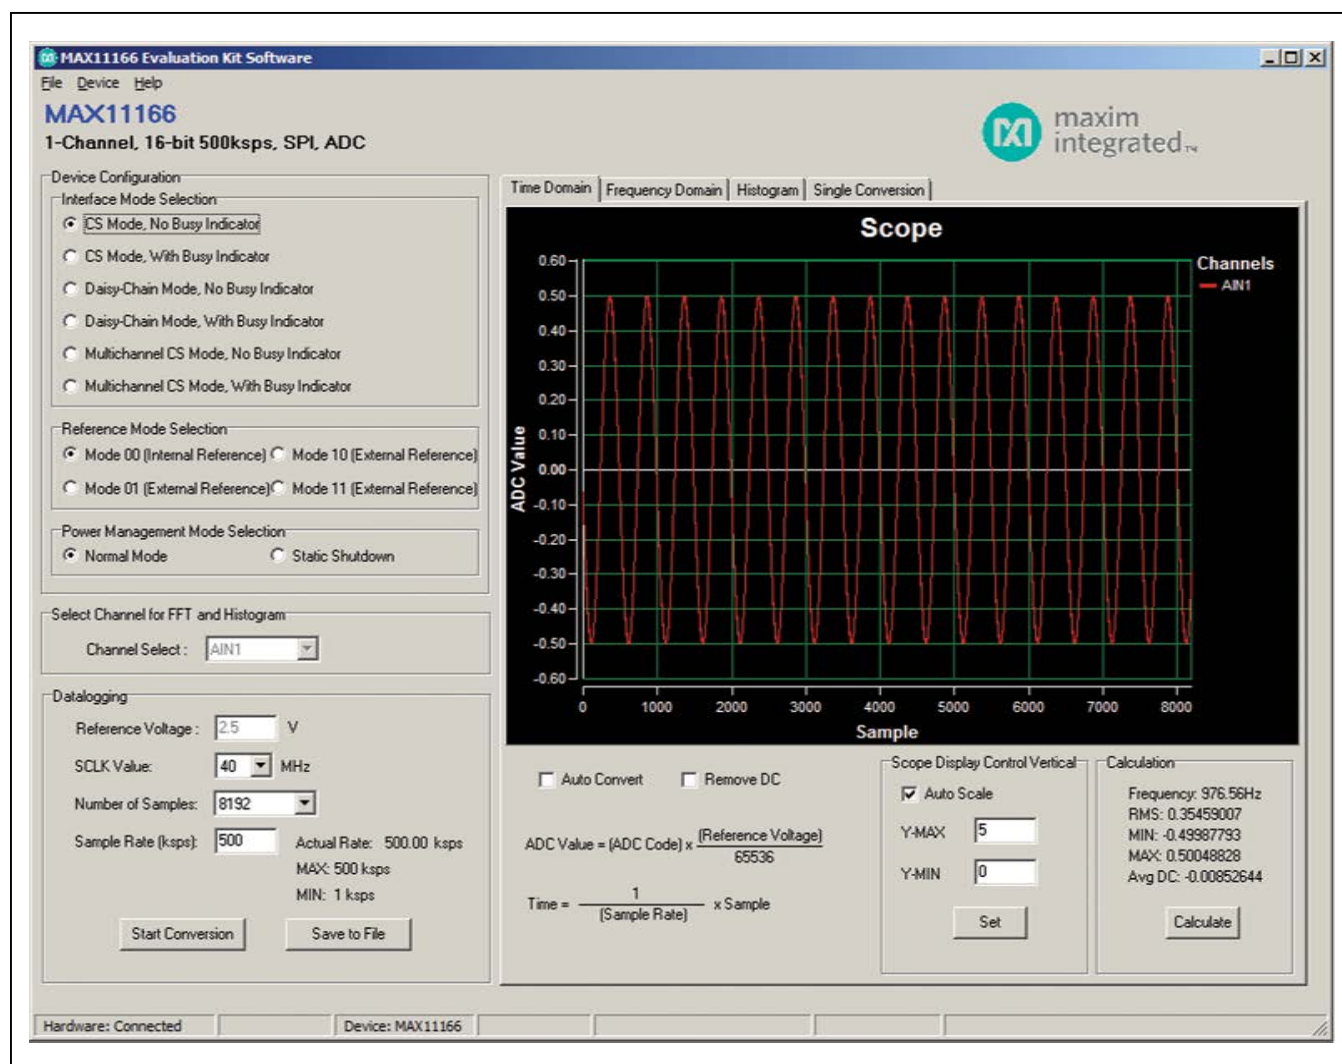 MAX11166 Evaluation Kit Software
File Device Help
MAX11166
1-Channel, 16-bit 500ksps, SPI, ADC
maxim
integrated™
Device Configuration
Interface Mode Selection
CS Mode, No Busy Indicator
CS Mode, With Busy Indicator
Daisy-Chain Mode, No Busy Indicator
Daisy-Chain Mode, With Busy Indicator
Multichannel CS Mode, No Busy Indicator
Multichannel CS Mode, With Busy Indicator
Reference Mode Selection
Mode 00 (Internal Reference) Mode 10 (External Reference)
Mode 01 (External Reference) Mode 11 (External Reference)
Power Management Mode Selection
Normal Mode Static Shutdown
Select Channel for FFT and Histogram
Channel Select : AIN1
Datalogging
Reference Voltage : 2.5 V
SCLK Value: 40 MHz
Number of Samples: 8192
Sample Rate (ksps): 500 Actual Rate: 500.00 ksps
MAX: 500 ksps
MIN: 1 ksps
Start Conversion Save to File
Time Domain Frequency Domain Histogram Single Conversion
Scope
Channels
AIN1
ADC Value
0.60
0.50
0.40
0.30
0.20
0.10
0.00
-0.10
-0.20
-0.30
-0.40
-0.50
-0.60
0 1000 2000 3000 4000 5000 6000 7000 8000
Sample
Auto Convert Remove DC
ADC Value = (ADC Code) x (Reference Voltage)
65536
Time = 1 x Sample
(Sample Rate)
Scope Display Control Vertical
Auto Scale
Y-MAX 5
Y-MIN 0
Set
Calculation
Frequency: 976.56Hz
RMS: 0.35459007
MIN: -0.49987793
MAX: 0.50048828
Avg DC: -0.00852644
Calculate
Hardware: Connected Device: MAX11166